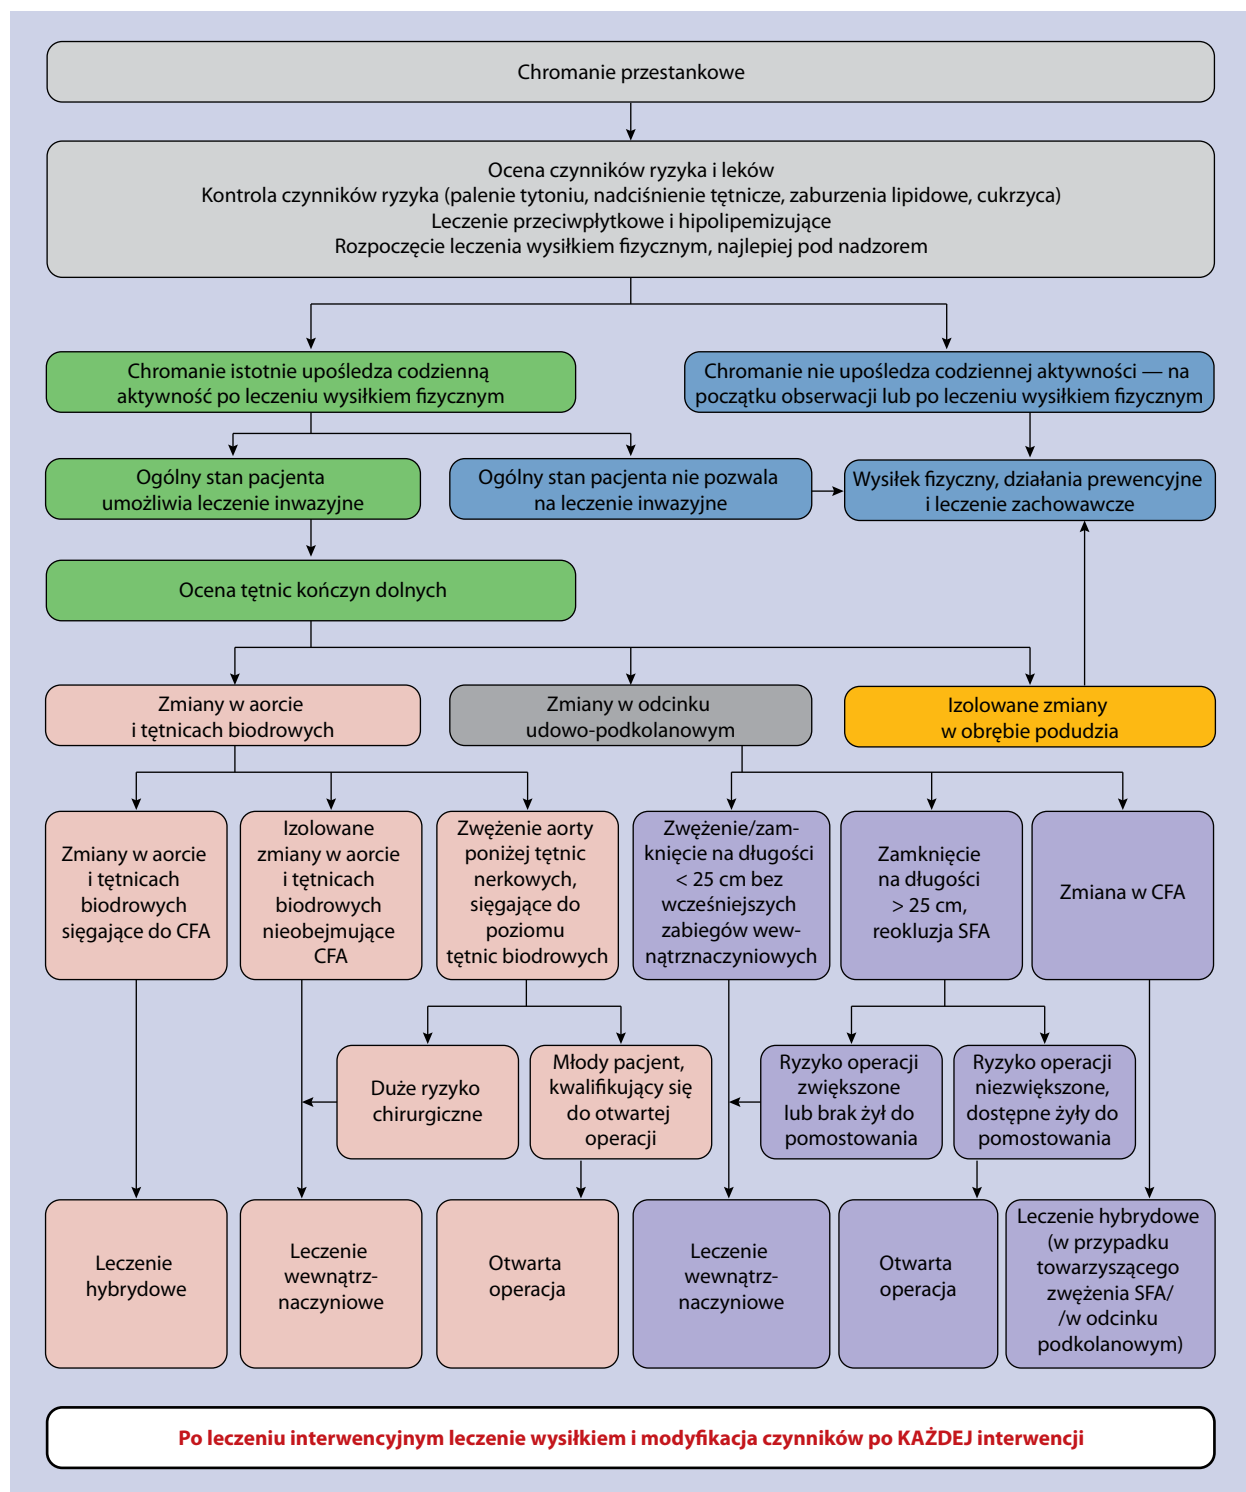 Chromanie przestankowe
Ocena czynników ryzyka i leków
Kontrola czynników ryzyka (palenie tytoniu, nadciśnienie tętnicze, zaburzenia lipidowe, cukrzyca)
Leczenie przeciwpłytkowe i hipolipemizujące
Rozpoczęcie leczenia wysiłkiem fizycznym, najlepiej pod nadzorem
Chromanie istotnie upośledza codzienną
aktywność po leczeniu wysiłkiem fizycznym
Chromanie nie upośledza codziennej aktywności — na
początku obserwacji lub po leczeniu wysiłkiem fizycznym
Ogólny stan pacjenta
umożliwia leczenie inwazyjne
Ogólny stan pacjenta nie pozwala
na leczenie inwazyjne
Wysiłek fizyczny, działania prewencyjne
i leczenie zachowawcze
Ocena tętnic kończyn dolnych
Zmiany w aorcie
i tętnicach biodrowych
Zmiany w odcinku
udowo-podkolanowym
Izolowane zmiany
w obrębie podudzia
Zmiany w aorcie
i tętnicach
biodrowych
sięgające do CFA
Izolowane
zmiany w aorcie
i tętnicach
biodrowych
nieobejmujące
CFA
Zwężenie aorty
poniżej tętnic
nerkowych,
sięgające do
poziomu
tętnic biodrowych
Zwężenie/zam-
knięcie na długości
< 25 cm bez
wcześniejszych
zabiegów wew-
nątrznaczyniowych
Zamknięcie
na długości
> 25 cm,
reokluzja SFA
Zmiana w CFA
Duże ryzyko
chirurgiczne
Młody pacjent,
kwalifikujący się
do otwartej
operacji
Ryzyko operacji
zwiększone
lub brak żył do
pomostowania
Ryzyko operacji
niezwiększone,
dostępne żyły do
pomostowania
Leczenie
hybrydowe
Leczenie
wewnątrz-
naczyniowe
Otwarta
operacja
Leczenie
wewnątrz-
naczyniowe
Otwarta
operacja
Leczenie hybrydowe
(w przypadku
towarzyszącego
zwężenia SFA/
/w odcinku
podkolanowym)
Po leczeniu interwencyjnym leczenie wysiłkiem i modyfikacja czynników po KAŻDEJ interwencji